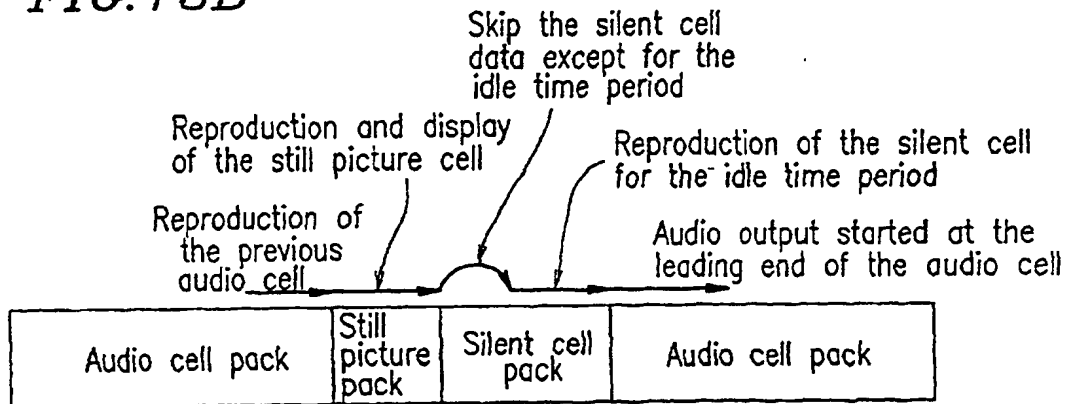 Skip the silent cell
data except for the
idle time period
Reproduction and display
of the still picture cell
Reproduction of the silent cell
for the idle time period
Reproduction of
the previous
audio cell
Audio output started at the
leading end of the audio cell
Audio cell pack
Still
picture
pack
Silent cell
pack
Audio cell pack